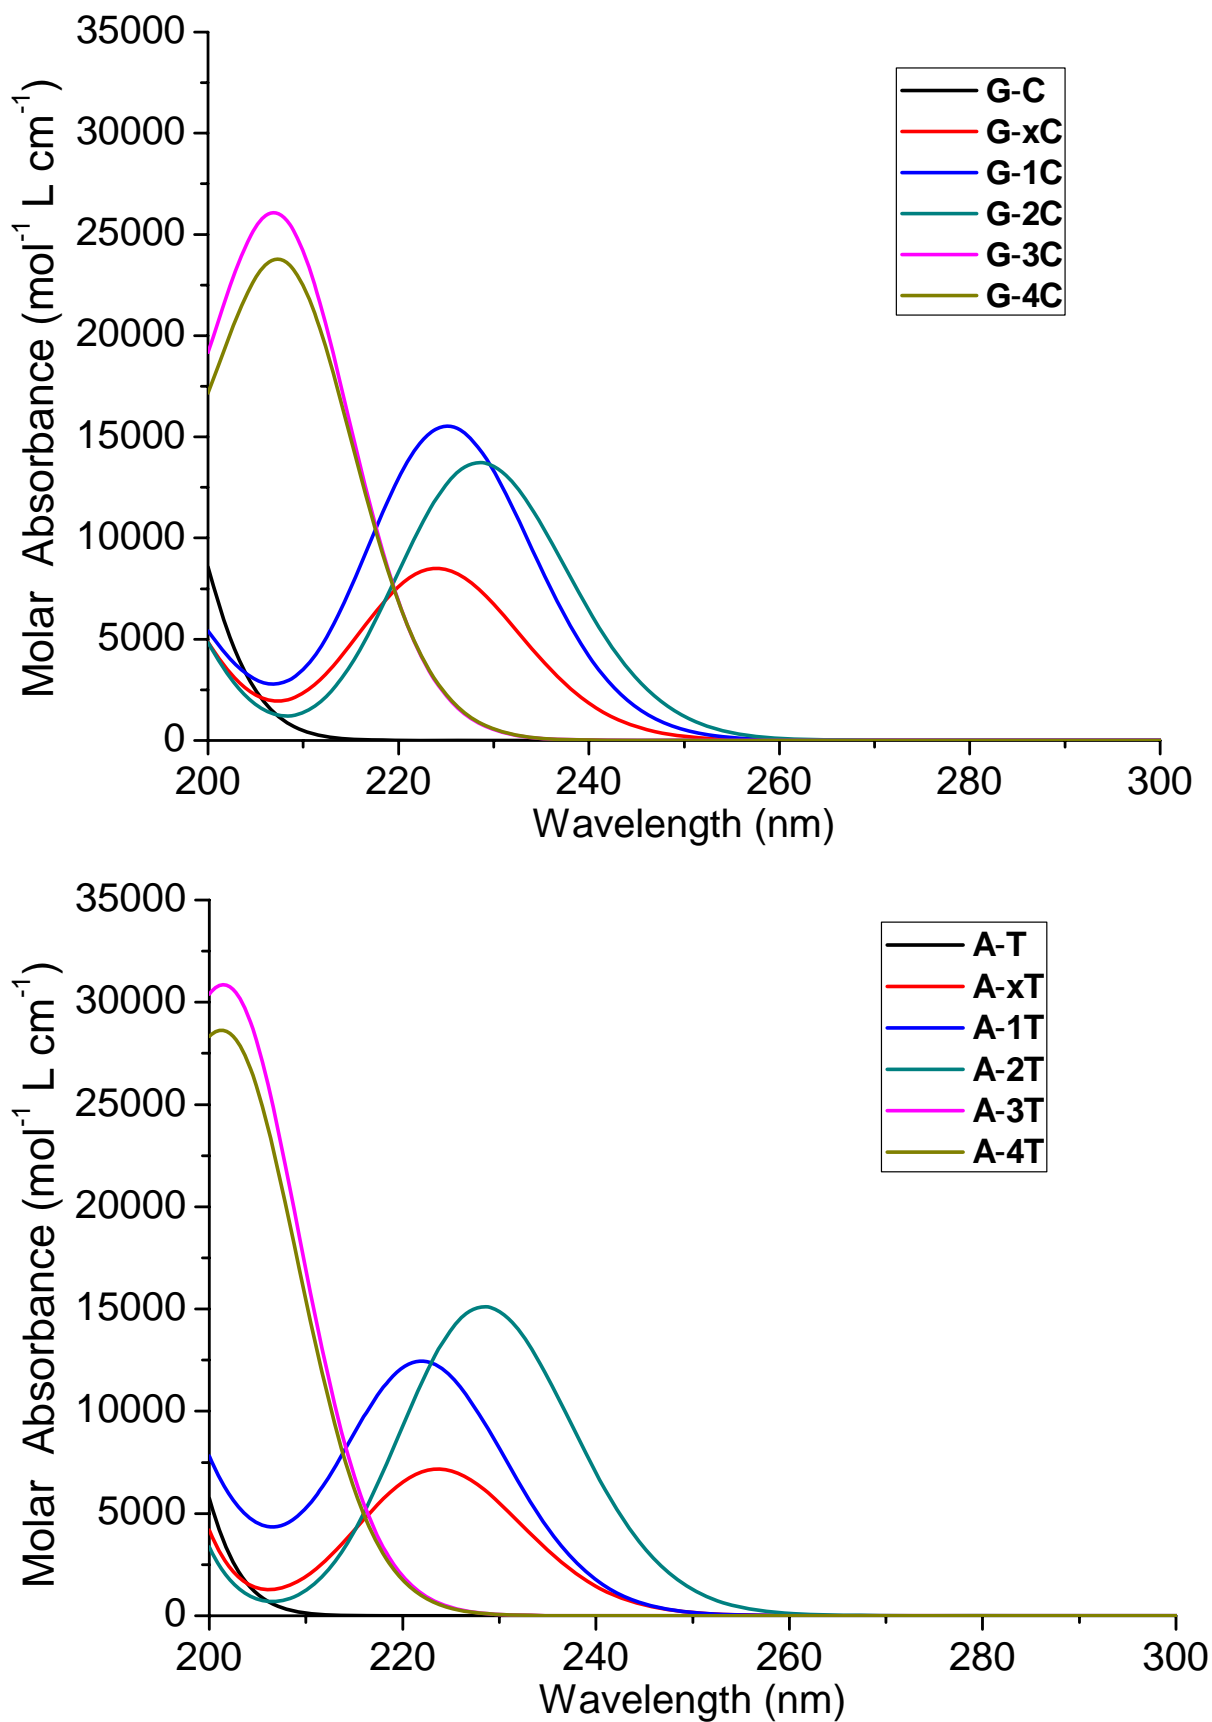 35000
30000
25000
20000
15000
10000
5000
0
Molar Absorbance (mol⁻¹ L cm⁻¹)
G-C
G-xC
G-1C
G-2C
G-3C
G-4C
200 220 240 260 280 300
Wavelength (nm)
35000
30000
25000
20000
15000
10000
5000
0
Molar Absorbance (mol⁻¹ L cm⁻¹)
A-T
A-xT
A-1T
A-2T
A-3T
A-4T
200 220 240 260 280 300
Wavelength (nm)